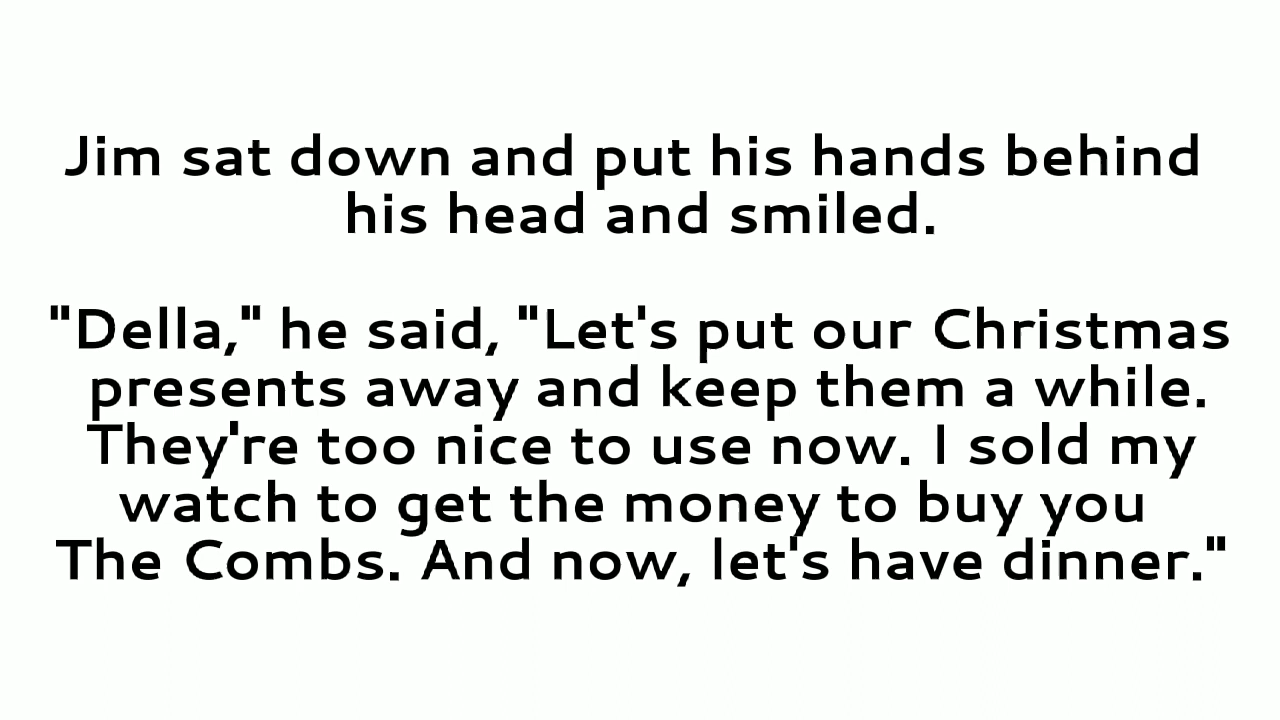 Jim sat down and put his hands behind
his head and smiled.
"Della," he said, "Let's put our Christmas
presents away and keep them a while.
They're too nice to use now. I sold my
watch to get the money to buy you
The Combs. And now, let's have dinner."